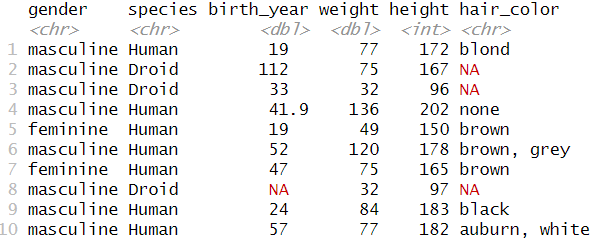 gender species birth_year weight height hair_color
<chr> <chr> <dbl> <dbl> <int> <chr>
1 masculine Human 19 77 172 blond
2 masculine Droid 112 75 167 NA
3 masculine Droid 33 32 96 NA
4 masculine Human 41.9 136 202 none
5 feminine Human 19 49 150 brown
6 masculine Human 52 120 178 brown, grey
7 feminine Human 47 75 165 brown
8 masculine Droid NA 32 97 NA
9 masculine Human 24 84 183 black
10 masculine Human 57 77 182 auburn, white